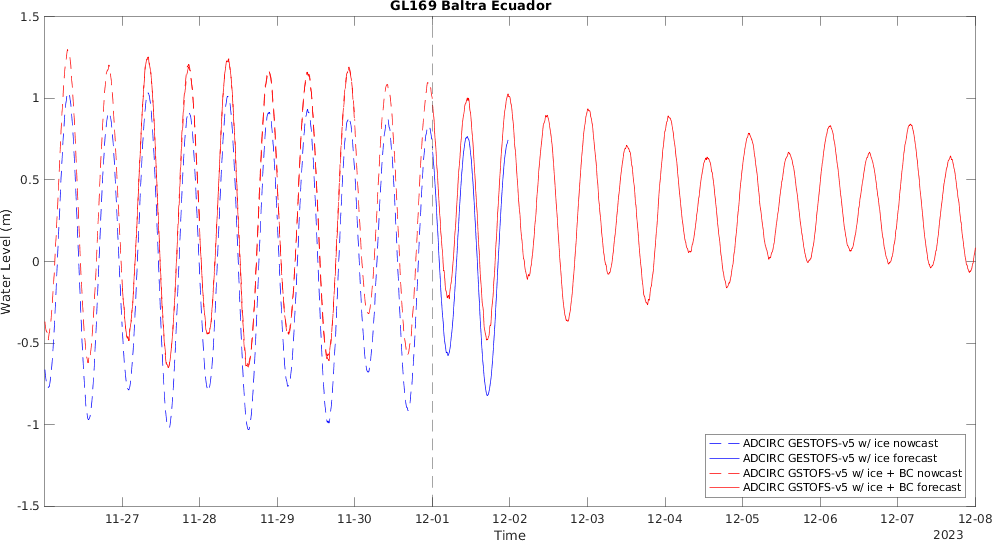 GL169 Baltra Ecuador
1.5
1
0.5
0
-0.5
-1
-1.5
Water Level (m)
ADCIRC GESTOFS-v5 w/ ice nowcast
ADCIRC GESTOFS-v5 w/ ice forecast
ADCIRC GSTOFS-v5 w/ ice + BC nowcast
ADCIRC GSTOFS-v5 w/ ice + BC forecast
11-27 11-28 11-29 11-30 12-01 12-02 12-03 12-04 12-05 12-06 12-07 12-08
Time 2023